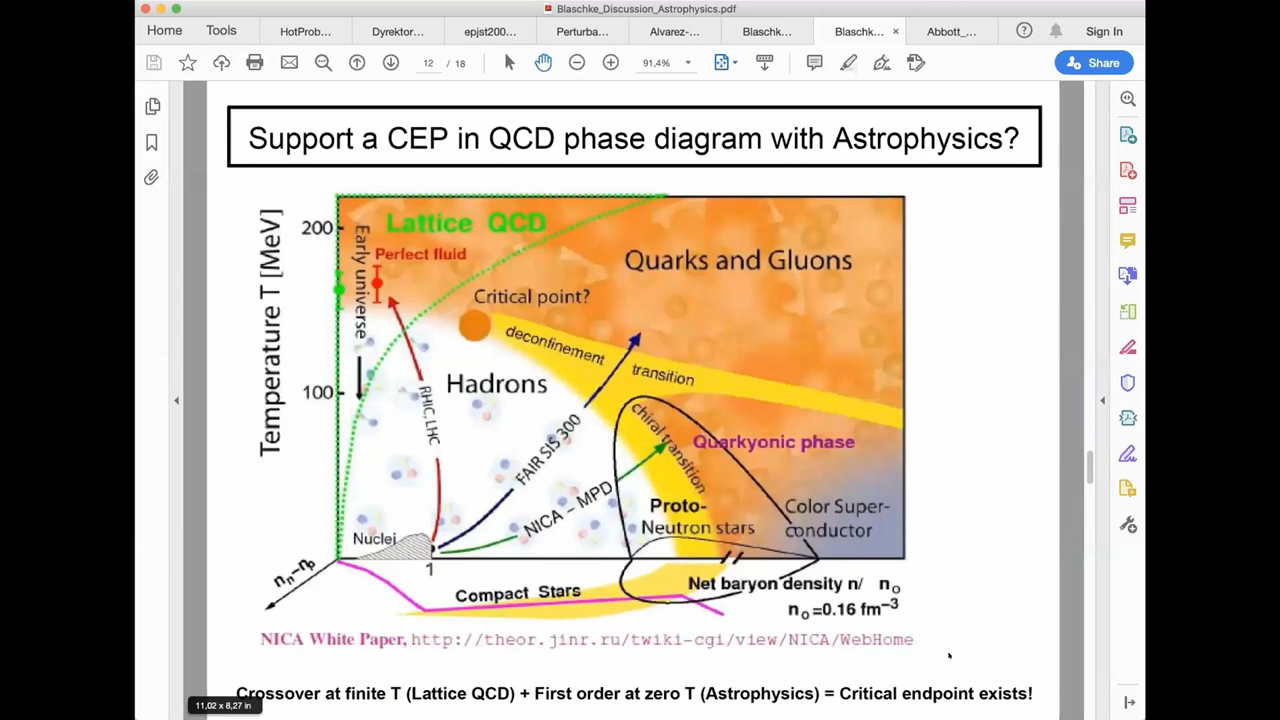 Blaschke_Discussion_Astrophysics.pdf
Home Tools HotProb... Dyrektor... epjst200... Perturba... Alvarez-... Blaschk... Blaschk... × Abbott_... Sign In
12 / 18 91,4% Share
Support a CEP in QCD phase diagram with Astrophysics?
Temperature T [MeV]
200
100
Lattice QCD
Early universe
Perfect fluid
Quarks and Gluons
Critical point?
deconfinement transition
Hadrons
RHIC,LHC
FAIR SIS 300
chiral transition
Quarkyonic phase
NICA – MPD
Proto-
Neutron stars
Color Super-
conductor
Nuclei
1
nn–np
Compact Stars
Net baryon density n/ no
no=0.16 fm−3
NICA White Paper, http://theor.jinr.ru/twiki-cgi/view/NICA/WebHome
Crossover at finite T (Lattice QCD) + First order at zero T (Astrophysics) = Critical endpoint exists!
11,02 x 8,27 in